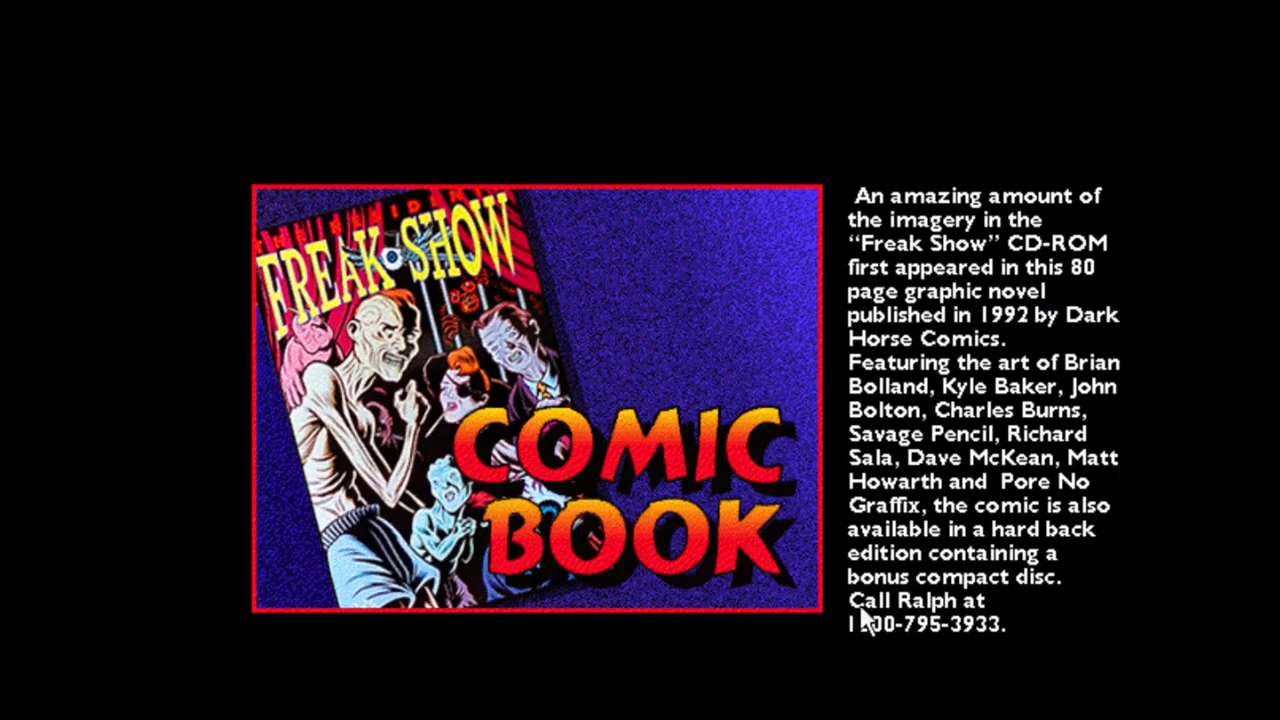 FREAK SHOW
COMIC
BOOK
An amazing amount of
the imagery in the
“Freak Show” CD-ROM
first appeared in this 80
page graphic novel
published in 1992 by Dark
Horse Comics.
Featuring the art of Brian
Bolland, Kyle Baker, John
Bolton, Charles Burns,
Savage Pencil, Richard
Sala, Dave McKean, Matt
Howarth and Pore No
Graffix, the comic is also
available in a hard back
edition containing a
bonus compact disc.
Call Ralph at